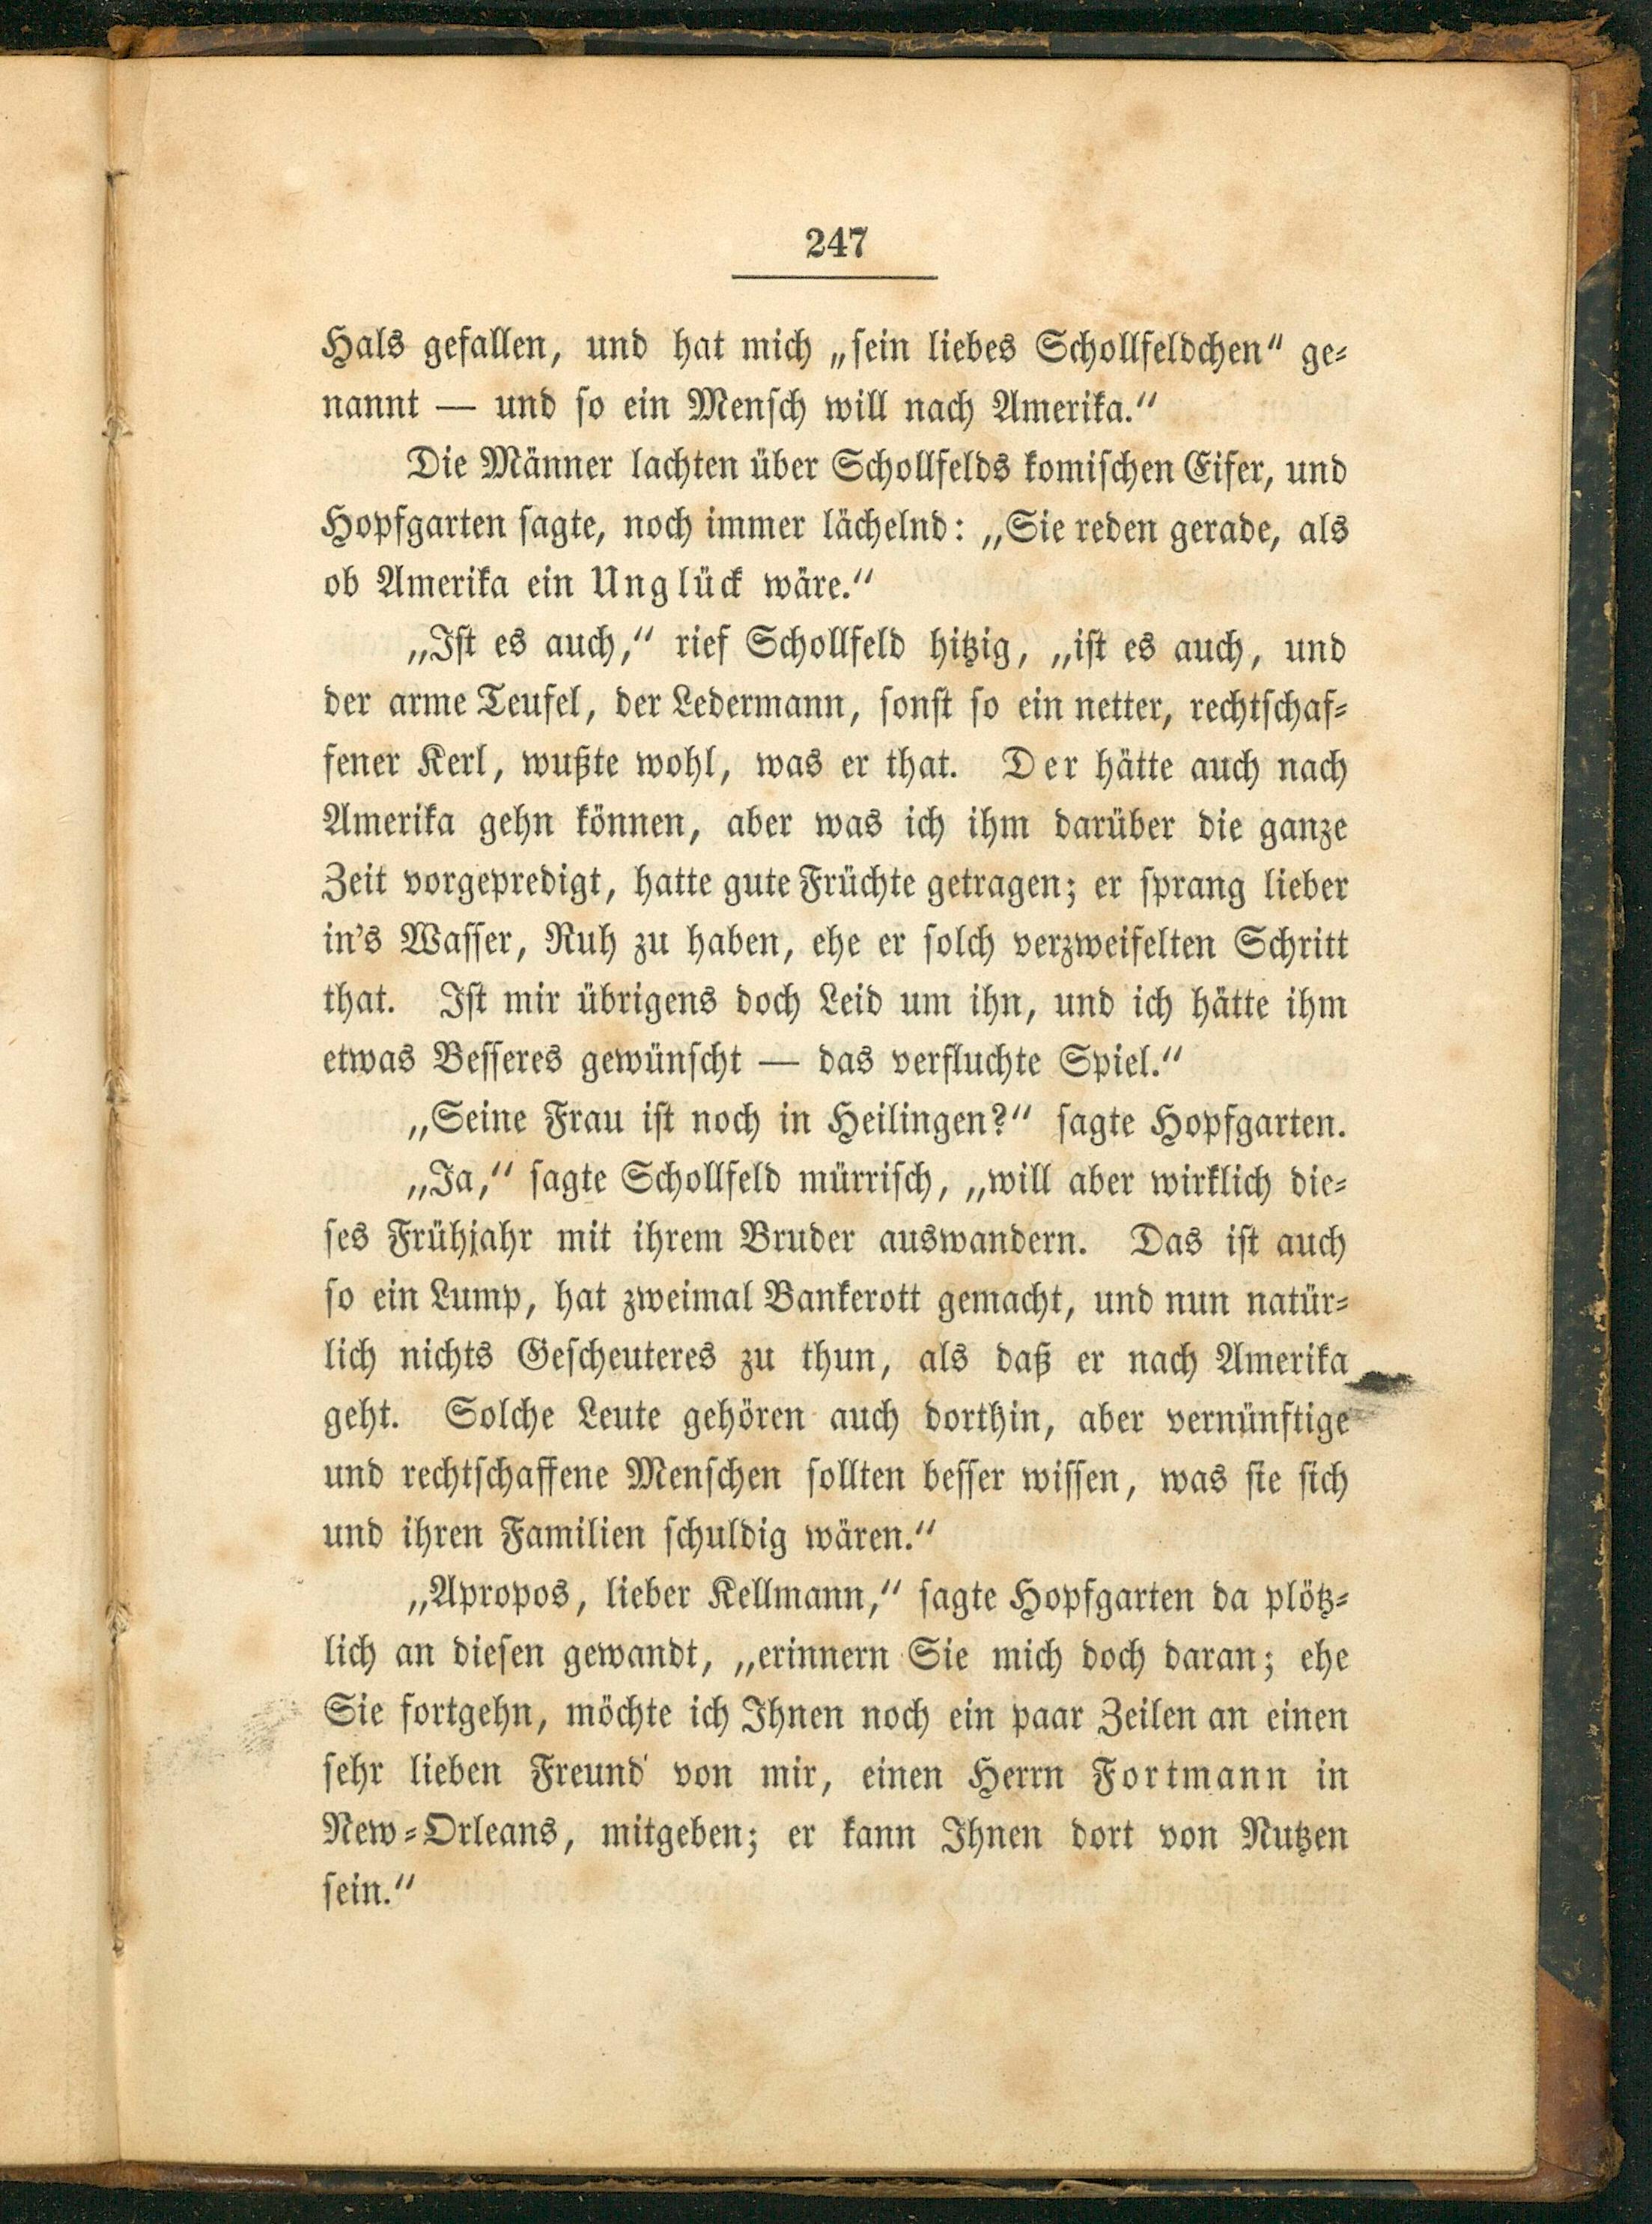 247
Hals gefallen, und hat mich „sein liebes Schollfeldchen“ ge-
nannt — und so ein Mensch will nach Amerika.“
Die Männer lachten über Schollfelds komischen Eifer, und
Hopfgarten sagte, noch immer lächelnd: „Sie reden gerade, als
ob Amerika ein Unglück wäre.“
„Ist es auch,“ rief Schollfeld hitzig, „ist es auch, und
der arme Teufel, der Ledermann, sonst so ein netter, rechtschaf-
fener Kerl, wußte wohl, was er that. Der hätte auch nach
Amerika gehn können, aber was ich ihm darüber die ganze
Zeit vorgepredigt, hatte gute Früchte getragen; er sprang lieber
in's Wasser, Ruh zu haben, ehe er solch verzweifelten Schritt
that. Ist mir übrigens doch Leid um ihn, und ich hätte ihm
etwas Besseres gewünscht — das verfluchte Spiel.“
„Seine Frau ist noch in Heilingen?“ sagte Hopfgarten.
„Ja,“ sagte Schollfeld mürrisch, „will aber wirklich die-
ses Frühjahr mit ihrem Bruder auswandern. Das ist auch
so ein Lump, hat zweimal Bankerott gemacht, und nun natür-
lich nichts Gescheuteres zu thun, als daß er nach Amerika
geht. Solche Leute gehören auch dorthin, aber vernünftige
und rechtschaffene Menschen sollten besser wissen, was sie sich
und ihren Familien schuldig wären.“
„Apropos, lieber Kellmann,“ sagte Hopfgarten da plötz-
lich an diesen gewandt, „erinnern Sie mich doch daran; ehe
Sie fortgehn, möchte ich Ihnen noch ein paar Zeilen an einen
sehr lieben Freund von mir, einen Herrn Fortmann in
New-Orleans, mitgeben; er kann Ihnen dort von Nutzen
sein.“